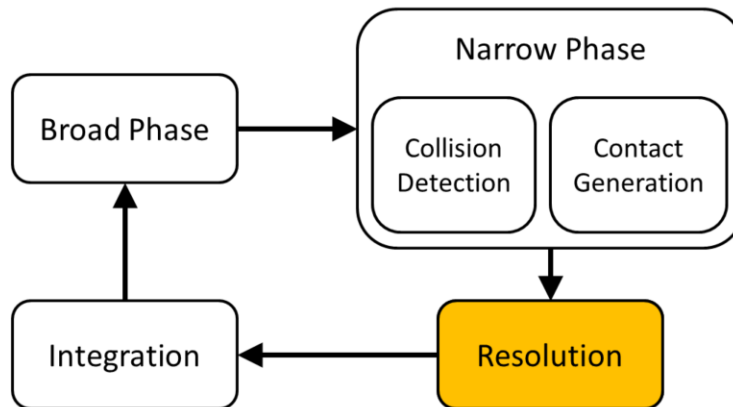 Narrow Phase
Broad Phase
Collision
Detection
Contact
Generation
Integration
Resolution